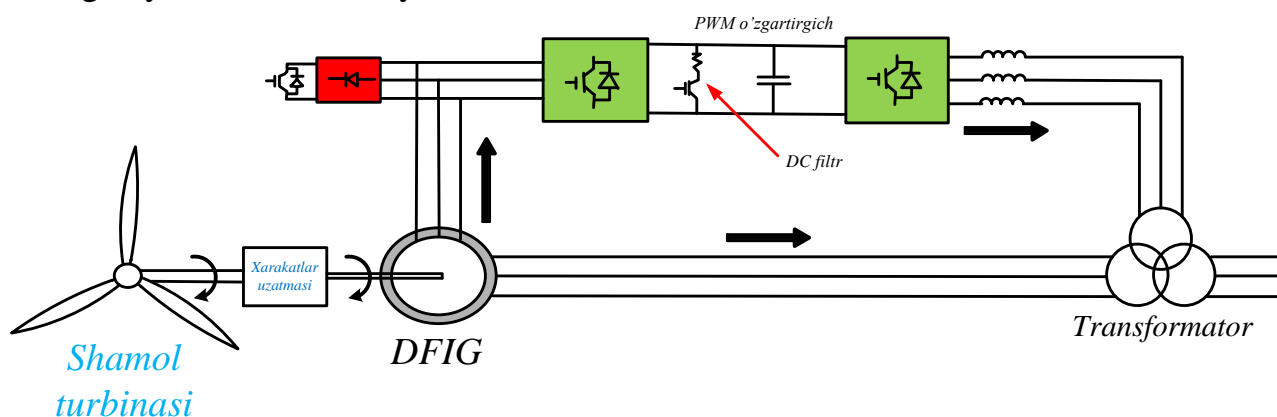 PWM o'zgartirgich
DC filtr
Xarakatlar
uzatmasi
DFIG
Transformator
Shamol
turbinasi